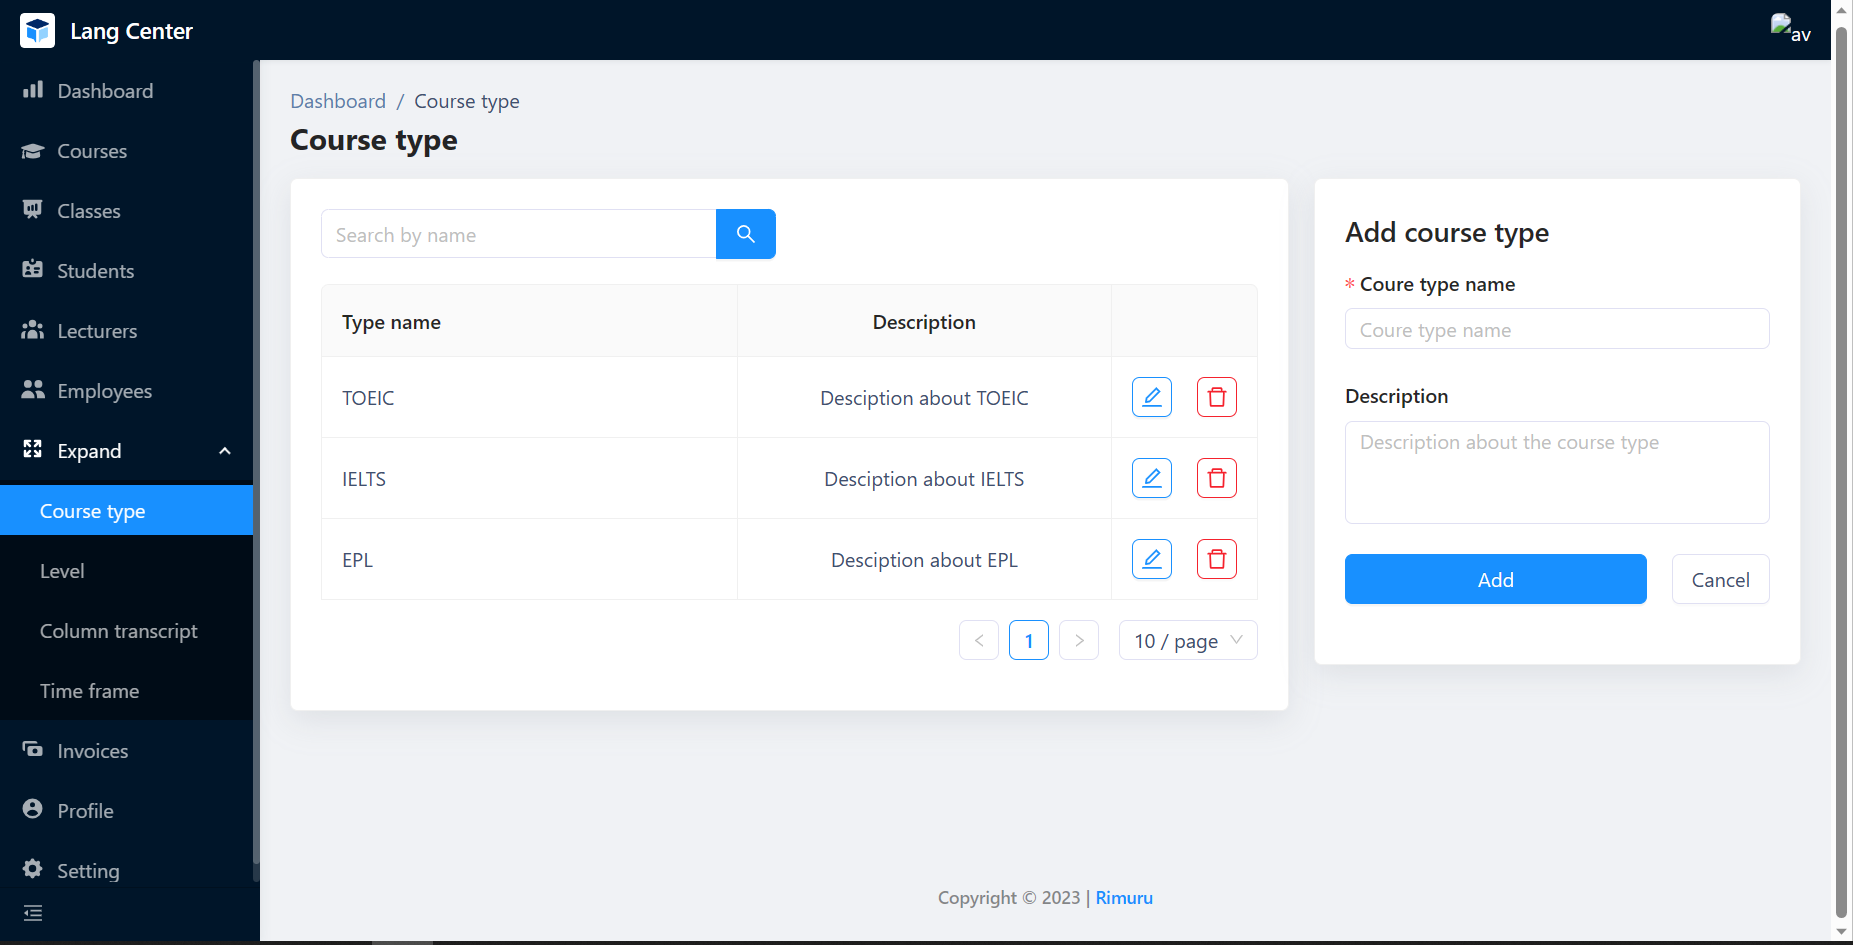 Lang Center
av
Dashboard
Courses
Classes
Students
Lecturers
Employees
Expand
Course type
Level
Column transcript
Time frame
Invoices
Profile
Setting
Dashboard / Course type
Course type
Search by name
Type name Description
TOEIC Desciption about TOEIC
IELTS Desciption about IELTS
EPL Desciption about EPL
< 1 > 10 / page
Add course type
* Coure type name
Coure type name
Description
Description about the course type
Add Cancel
Copyright © 2023 | Rimuru